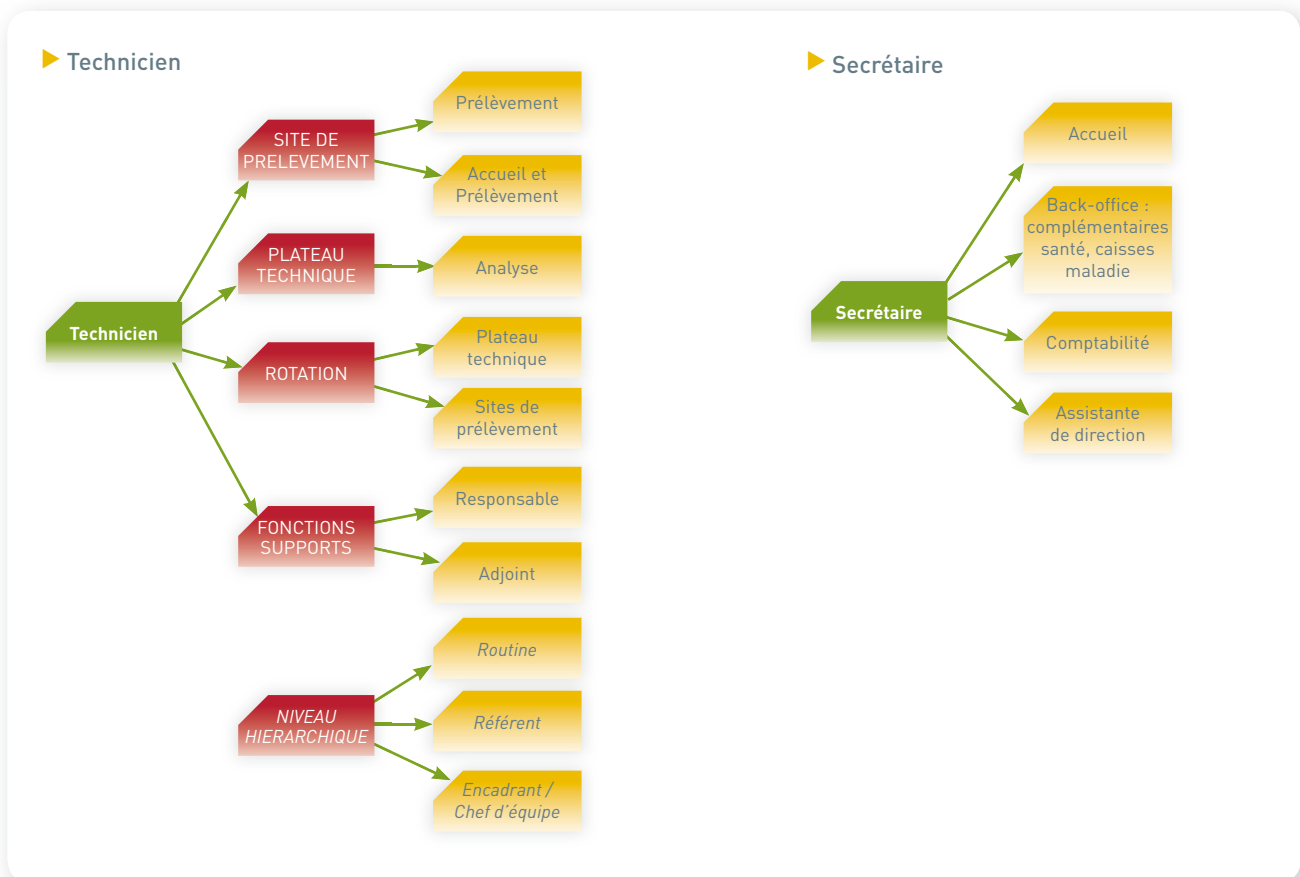 Technicien
SITE DE
PRELEVEMENT
Prélèvement
Accueil et
Prélèvement
PLATEAU
TECHNIQUE
Analyse
Technicien
ROTATION
Plateau
technique
Sites de
prélèvement
FONCTIONS
SUPPORTS
Responsable
Adjoint
NIVEAU
HIERARCHIQUE
Routine
Référent
Encadrant /
Chef d'équipe
Secrétaire
Secrétaire
Accueil
Back-office :
complémentaires
santé, caisses
maladie
Comptabilité
Assistante
de direction